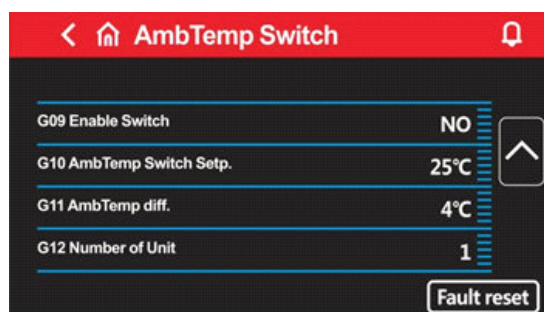 AmbTemp Switch
G09 Enable Switch NO
G10 AmbTemp Switch Setp. 25℃
G11 AmbTemp diff. 4℃
G12 Number of Unit 1
Fault reset